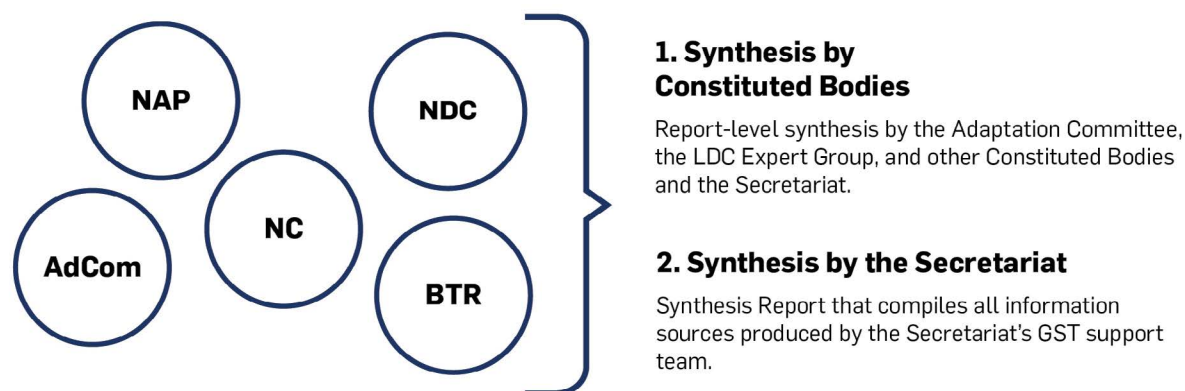 NAP
NDC
NC
AdCom
BTR
1. Synthesis by
Constituted Bodies
Report-level synthesis by the Adaptation Committee,
the LDC Expert Group, and other Constituted Bodies
and the Secretariat.
2. Synthesis by the Secretariat
Synthesis Report that compiles all information
sources produced by the Secretariat's GST support
team.